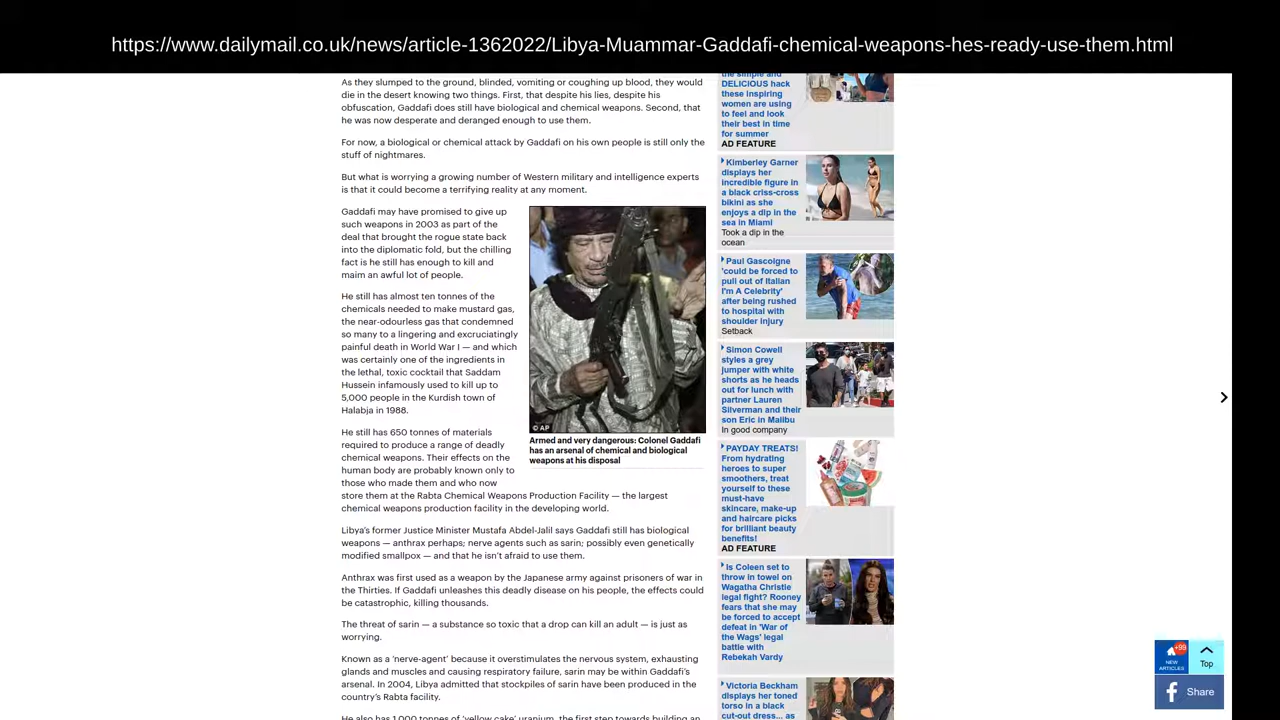 https://www.dailymail.co.uk/news/article-1362022/Libya-Muammar-Gaddafi-chemical-weapons-hes-ready-use-them.html
As they slumped to the ground, blinded, vomiting or coughing up blood, they would
die in the desert knowing two things. First, that despite his lies, despite his
obfuscation, Gaddafi does still have biological and chemical weapons. Second, that
he was now desperate and deranged enough to use them.
For now, a biological or chemical attack by Gaddafi on his own people is still only the
stuff of nightmares.
But what is worrying a growing number of Western military and intelligence experts
is that it could become a terrifying reality at any moment.
Gaddafi may have promised to give up
such weapons in 2003 as part of the
deal that brought the rogue state back
into the diplomatic fold, but the chilling
fact is he still has enough to kill and
maim an awful lot of people.
He still has almost ten tonnes of the
chemicals needed to make mustard gas,
the near-odourless gas that condemned
so many to a lingering and excruciatingly
painful death in World War I — and which
was certainly one of the ingredients in
the lethal, toxic cocktail that Saddam
Hussein infamously used to kill up to
5,000 people in the Kurdish town of
Halabja in 1988.
He still has 650 tonnes of materials
required to produce a range of deadly
chemical weapons. Their effects on the
human body are probably known only to
those who made them and who now
store them at the Rabta Chemical Weapons Production Facility — the largest
chemical weapons production facility in the developing world.
© AP
Armed and very dangerous: Colonel Gaddafi
has an arsenal of chemical and biological
weapons at his disposal
Libya's former Justice Minister Mustafa Abdel-Jalil says Gaddafi still has biological
weapons — anthrax perhaps; nerve agents such as sarin; possibly even genetically
modified smallpox — and that he isn't afraid to use them.
Anthrax was first used as a weapon by the Japanese army against prisoners of war in
the Thirties. If Gaddafi unleashes this deadly disease on his people, the effects could
be catastrophic, killing thousands.
The threat of sarin — a substance so toxic that a drop can kill an adult — is just as
worrying.
Known as a 'nerve-agent' because it overstimulates the nervous system, exhausting
glands and muscles and causing respiratory failure, sarin may be within Gaddafi's
arsenal. In 2004, Libya admitted that stockpiles of sarin have been produced in the
country's Rabta facility.
He also has 1,000 tonnes of 'yellow cake' uranium, the first step towards building an
the simple and
DELICIOUS hack
these inspiring
women are using
to feel and look
their best in time
for summer
AD FEATURE
Kimberley Garner
displays her
incredible figure in
a black criss-cross
bikini as she
enjoys a dip in the
sea in Miami
Took a dip in the
ocean
Paul Gascoigne
'could be forced to
pull out of Italian
I'm A Celebrity'
after being rushed
to hospital with
shoulder injury
Setback
Simon Cowell
styles a grey
jumper with white
shorts as he heads
out for lunch with
partner Lauren
Silverman and their
son Eric in Malibu
In good company
PAYDAY TREATS!
From hydrating
heroes to super
smoothers, treat
yourself to these
must-have
skincare, make-up
and haircare picks
for brilliant beauty
benefits!
AD FEATURE
Is Coleen set to
throw in towel on
Wagatha Christie
legal fight? Rooney
fears that she may
be forced to accept
defeat in 'War of
the Wags' legal
battle with
Rebekah Vardy
Victoria Beckham
displays her toned
torso in a black
cut-out dress... as
+99
NEW
ARTICLES
Top
Share